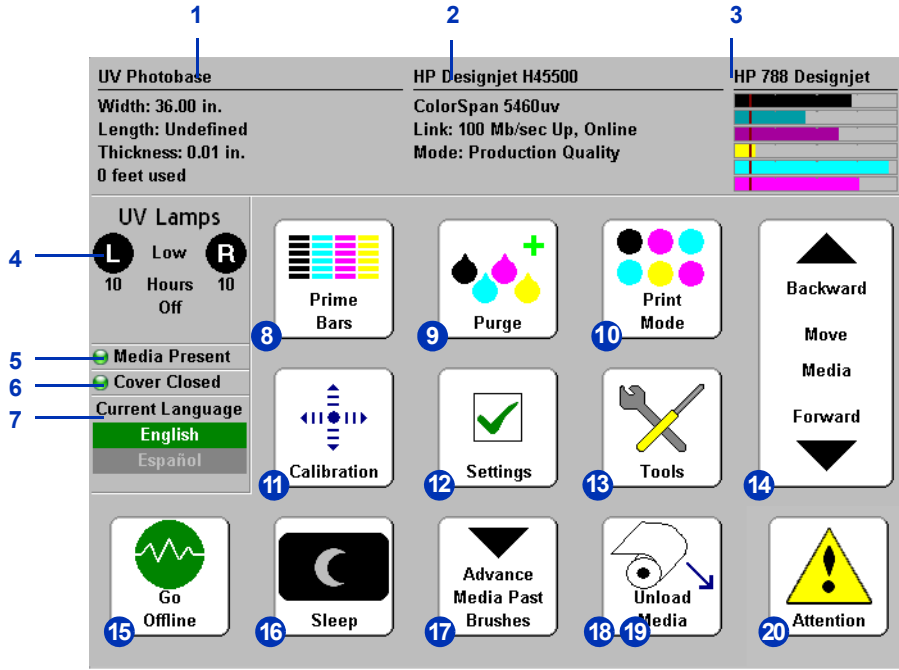 1
2
3
UV Photobase
HP Designjet H45500
HP 788 Designjet
Width: 36.00 in.
Length: Undefined
Thickness: 0.01 in.
0 feet used
ColorSpan 5460uv
Link: 100 Mb/sec Up, Online
Mode: Production Quality
4
UV Lamps
L Low R
10 Hours 10
Off
5
Media Present
6
Cover Closed
7
Current Language
English
Español
Prime
Bars
8
Purge
9
Print
Mode
10
Backward
Move
Media
Forward
14
Calibration
11
Settings
12
Tools
13
Go
Offline
15
Sleep
16
Advance
Media Past
Brushes
17
Unload
Media
18 19
Attention
20